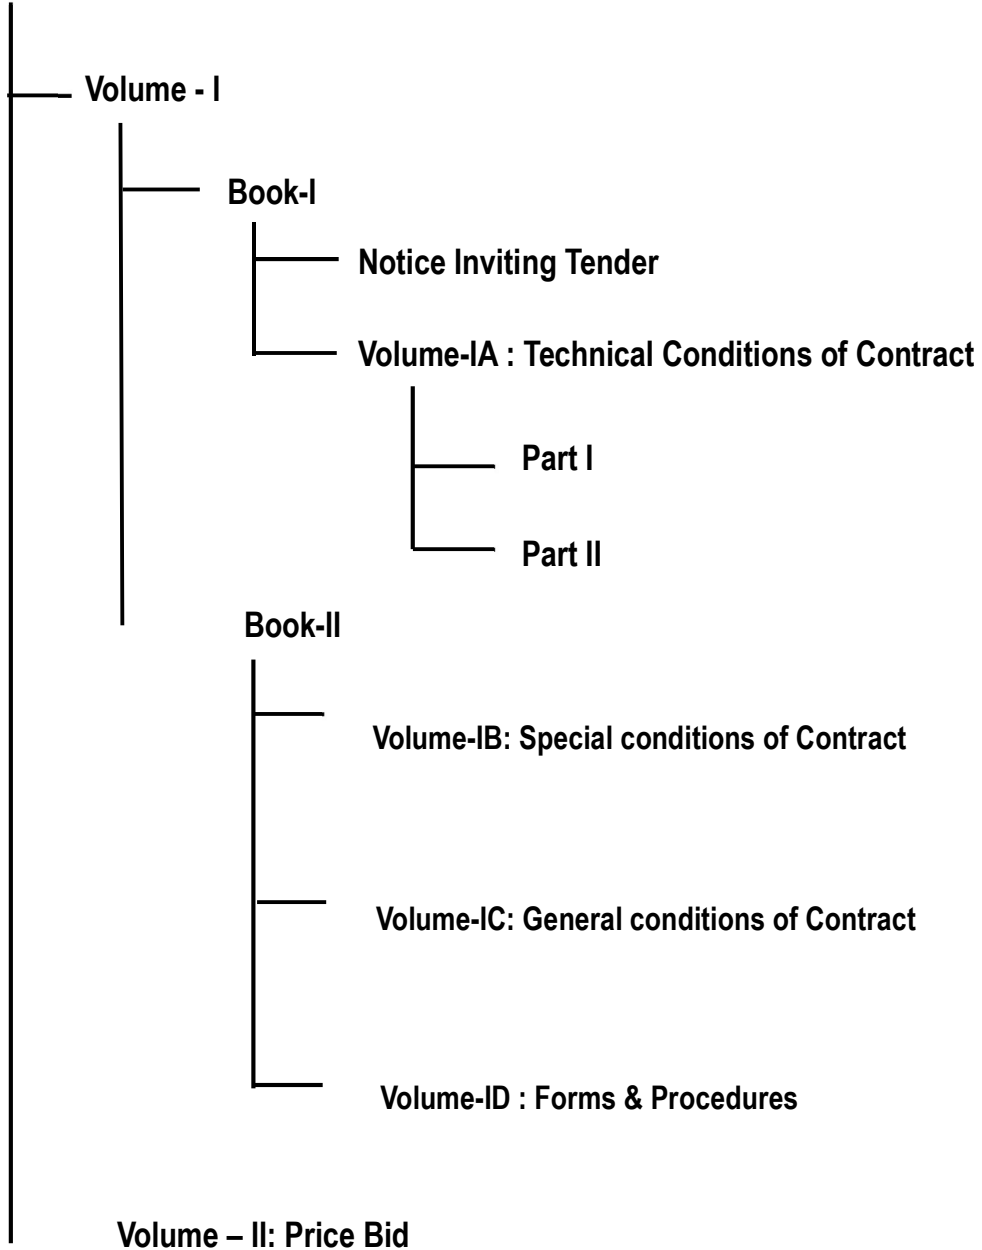 Volume - I
Book-I
Notice Inviting Tender
Volume-IA : Technical Conditions of Contract
Part I
Part II
Book-II
Volume-IB: Special conditions of Contract
Volume-IC: General conditions of Contract
Volume-ID : Forms & Procedures
Volume – II: Price Bid